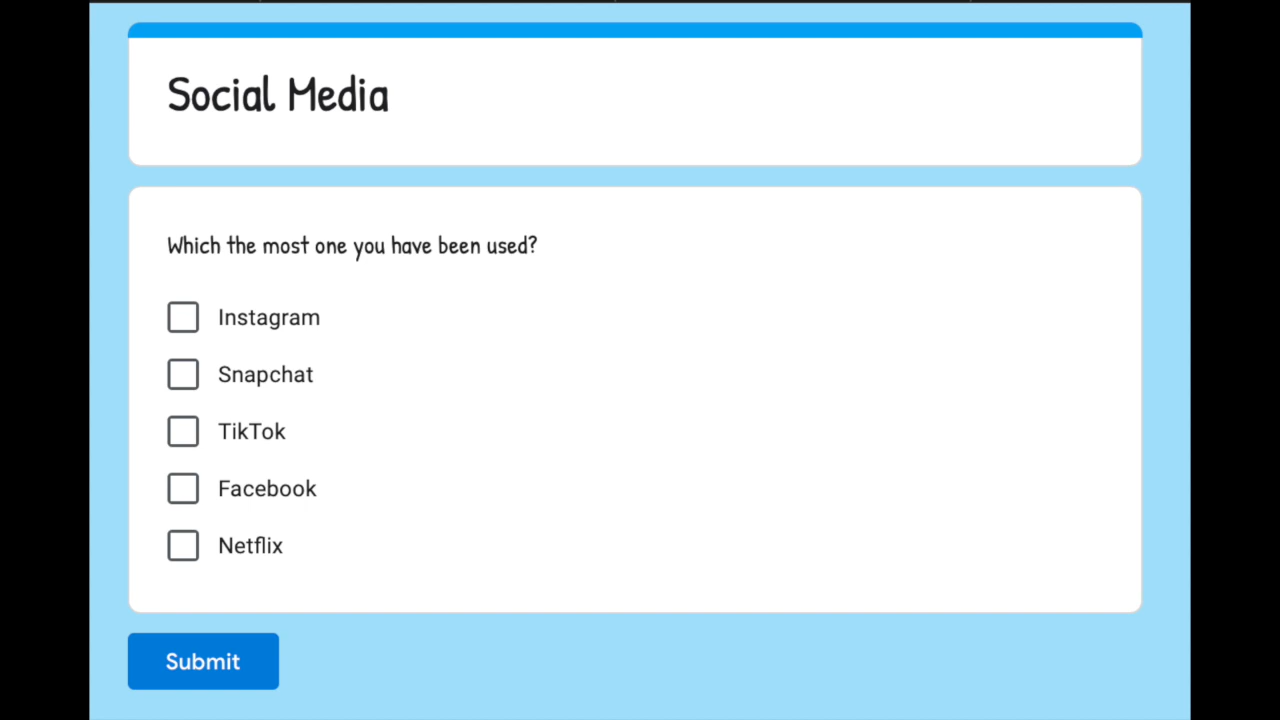 Social Media
Which the most one you have been used?
Instagram
Snapchat
TikTok
Facebook
Netflix
Submit